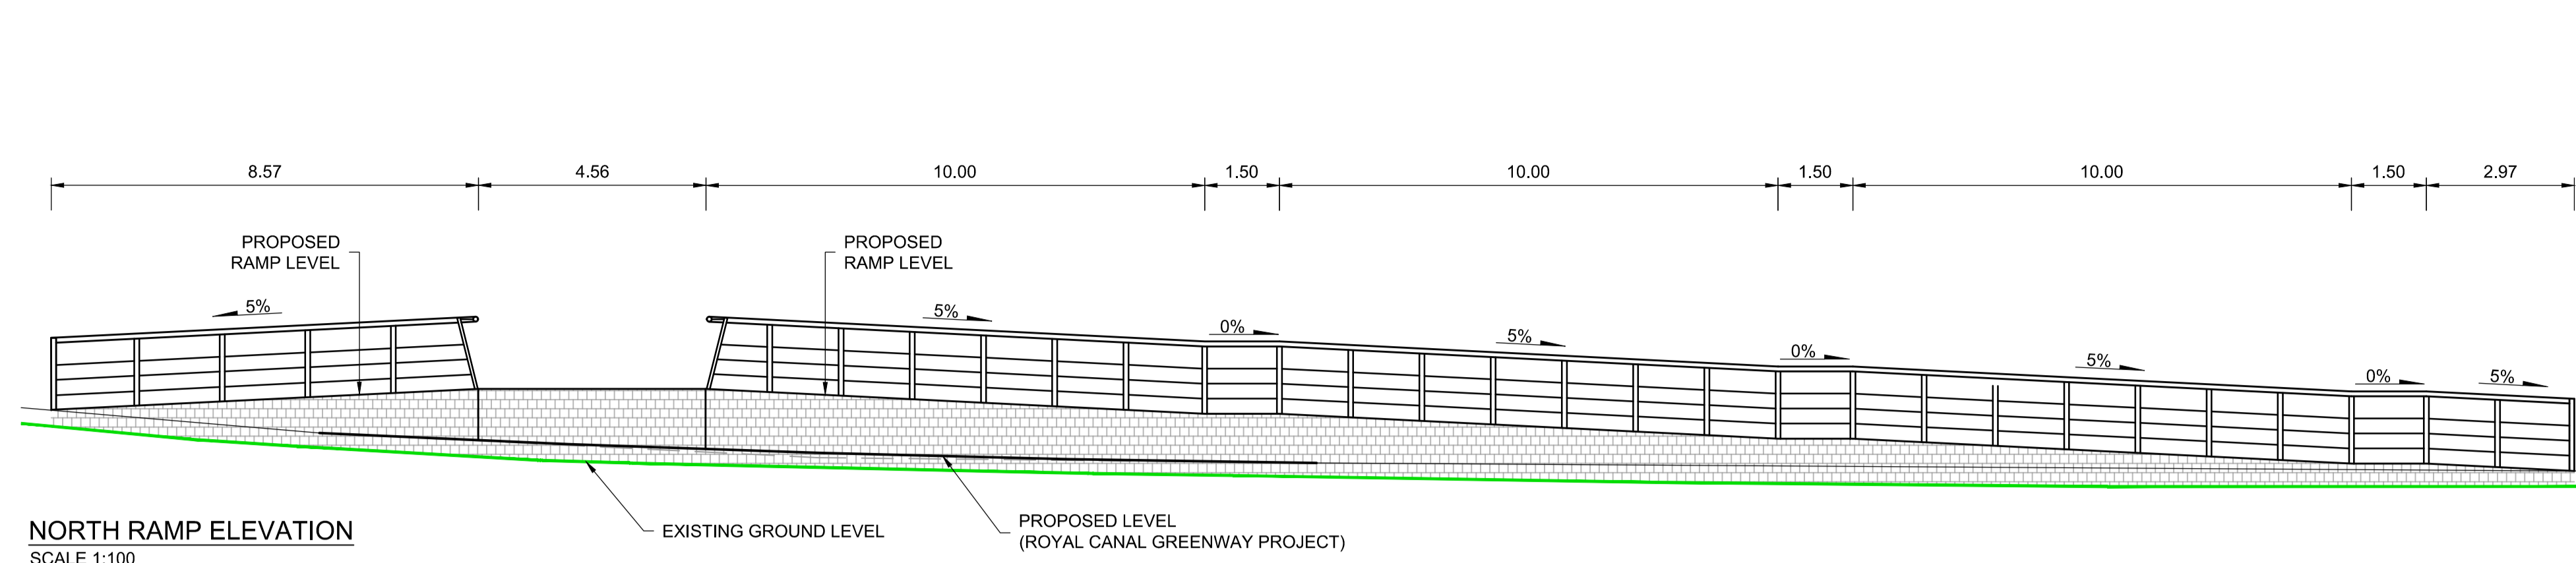 8.57
4.56
10.00
1.50
10.00
1.50
10.00
1.50
2.97
PROPOSED
RAMP LEVEL
PROPOSED
RAMP LEVEL
5%
5%
0%
5%
0%
5%
0%
5%
EXISTING GROUND LEVEL
PROPOSED LEVEL
(ROYAL CANAL GREENWAY PROJECT)
NORTH RAMP ELEVATION
SCALE 1:100